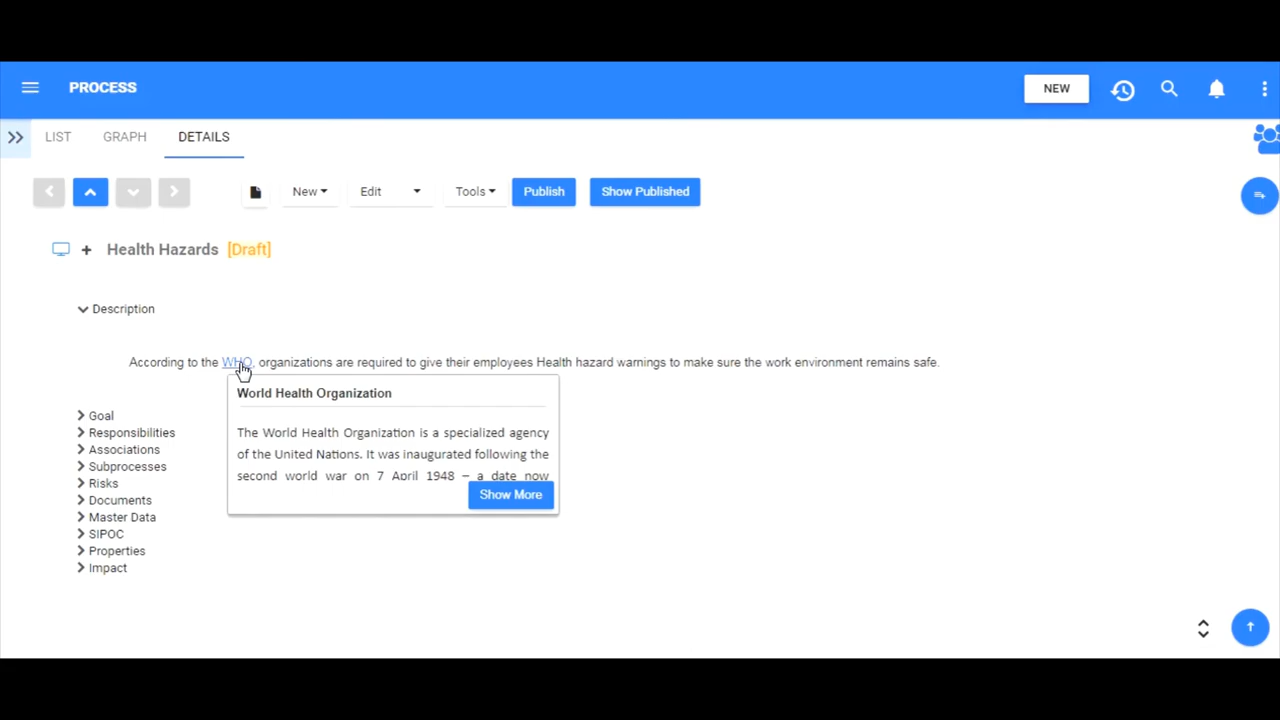 PROCESS
NEW
LIST GRAPH DETAILS
New Edit Tools Publish Show Published
Health Hazards [Draft]
Description
According to the WHO, organizations are required to give their employees Health hazard warnings to make sure the work environment remains safe.
World Health Organization
The World Health Organization is a specialized agency
of the United Nations. It was inaugurated following the
second world war on 7 April 1948 – a date now
Show More
Goal
Responsibilities
Associations
Subprocesses
Risks
Documents
Master Data
SIPOC
Properties
Impact